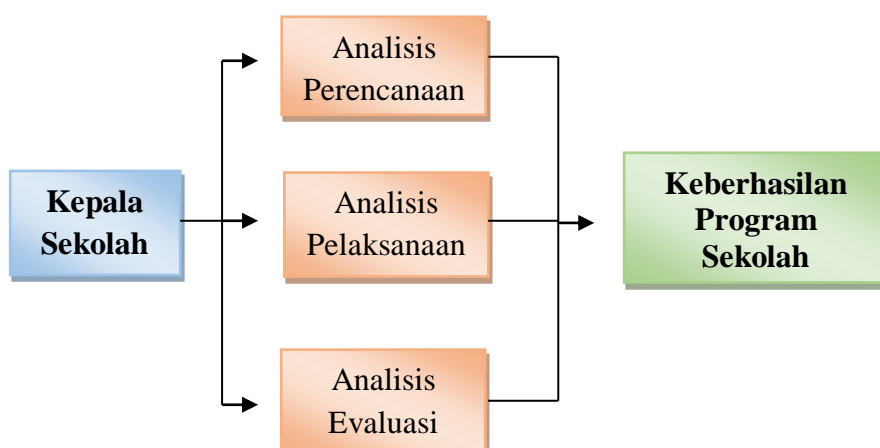 Analisis
Perencanaan
Kepala
Sekolah
Analisis
Pelaksanaan
Analisis
Evaluasi
Keberhasilan
Program
Sekolah